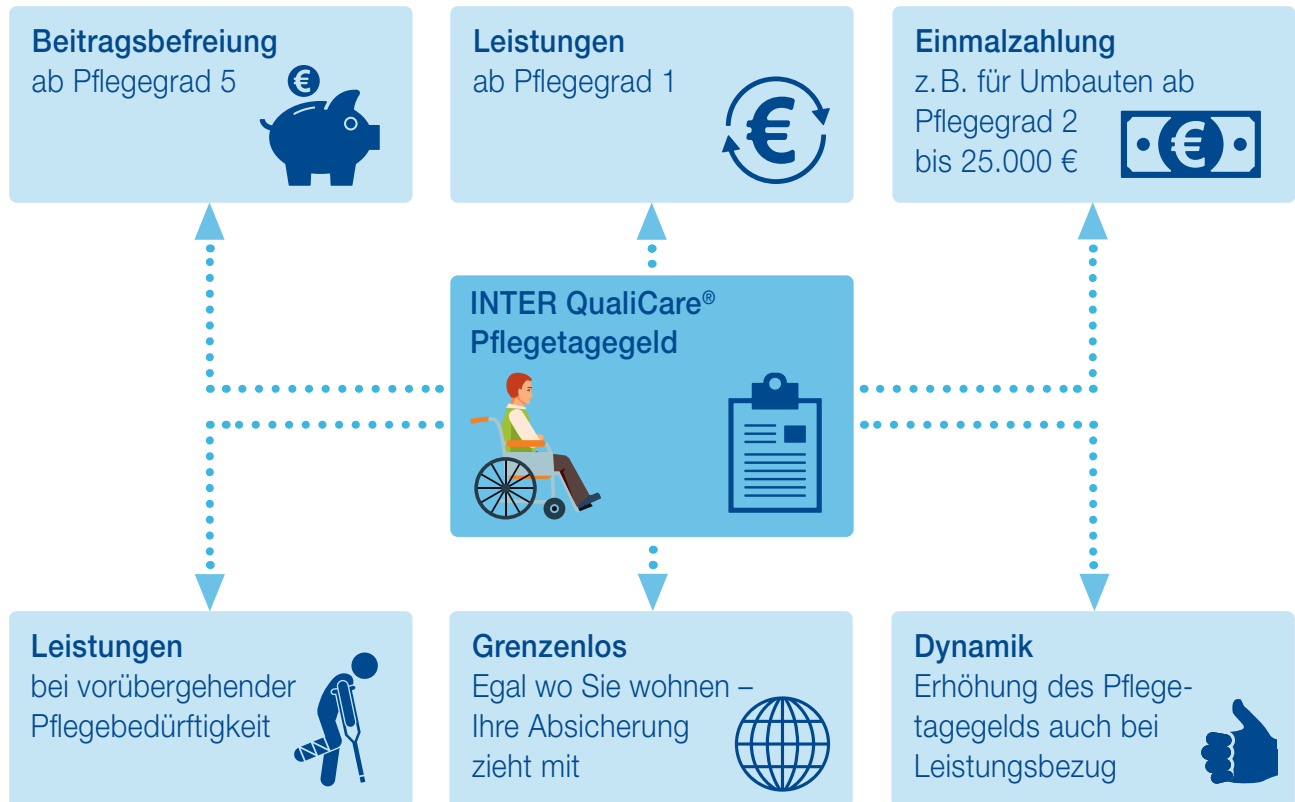 Beitragsbefreiung
ab Pflegegrad 5
€
Leistungen
ab Pflegegrad 1
€
Einmalzahlung
z.B. für Umbauten ab
Pflegegrad 2
bis 25.000 €
€
INTER QualiCare®
Pflegetagegeld
Leistungen
bei vorübergehender
Pflegebedürftigkeit
Grenzenlos
Egal wo Sie wohnen –
Ihre Absicherung
zieht mit
Dynamik
Erhöhung des Pflege-
tagegelds auch bei
Leistungsbezug